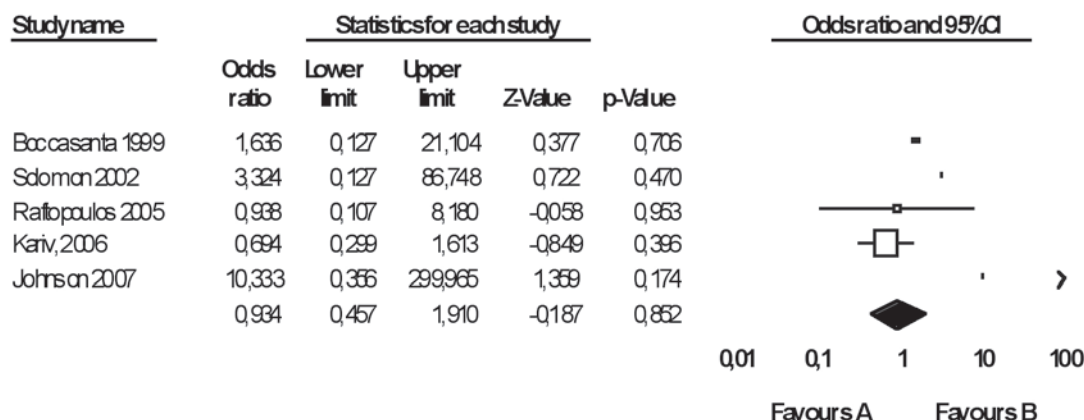 Study name Statistics for each study Odds ratio and 95% CI
Odds Lower Upper
ratio limit limit Z-Value p-Value
Boccasanta 1999 1,636 0,127 21,104 0,377 0,706
Solomon 2002 3,324 0,127 86,748 0,722 0,470
Raftopoulos 2005 0,938 0,107 8,180 -0,058 0,953
Kariv, 2006 0,694 0,299 1,613 -0,849 0,396
Johnson 2007 10,333 0,356 299,965 1,359 0,174
0,934 0,457 1,910 -0,187 0,852
0,01 0,1 1 10 100
Favours A Favours B